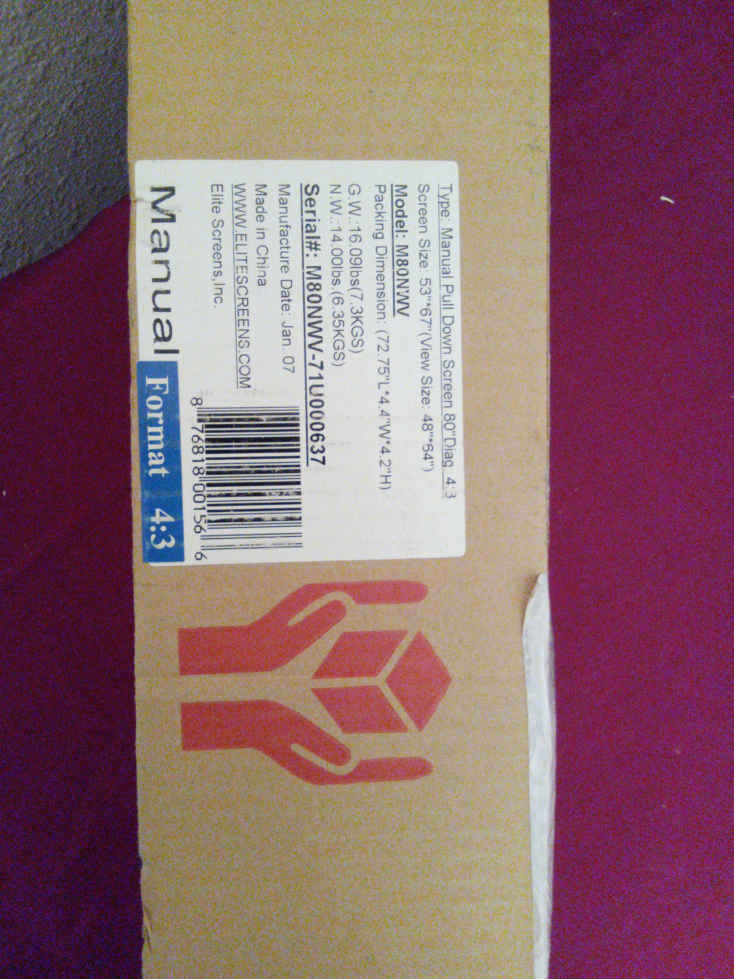 Type: Manual Pull Down Screen 80"Diag. 4:3
Screen Size: 53"*67"(View Size: 48"*64")
Model: M80NWV
Packing Dimension: (72.75"L*4.4"W*4.2"H)
G.W.:16.09lbs(7.3KGS)
N.W.:14.00lbs.(6.35KGS)
Serial#: M80NWV-71U000637
Manufacture Date: Jan. 07
Made in China
WWW.ELITESCREENS.COM
Elite Screens,Inc.
8 76818 00156 6
Manual Format 4:3